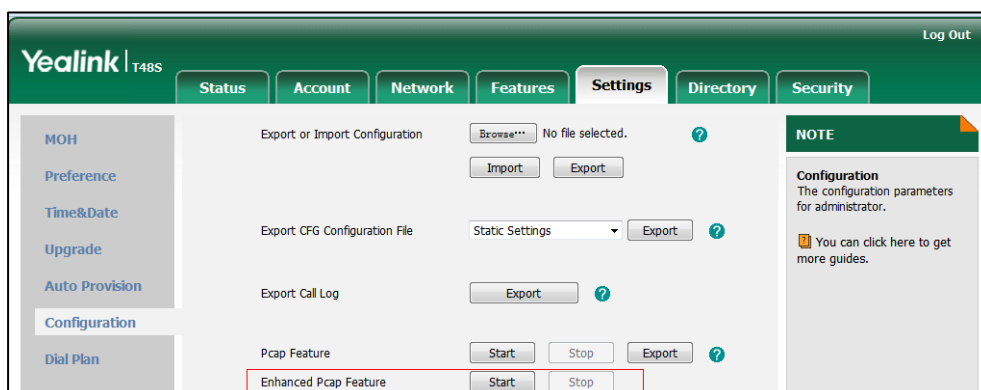 Log Out
Yealink | T48S
Status Account Network Features Settings Directory Security
MOH
Preference
Time&Date
Upgrade
Auto Provision
Configuration
Dial Plan
Export or Import Configuration Browse... No file selected. ?
Import Export
Export CFG Configuration File Static Settings Export ?
Export Call Log Export ?
Pcap Feature Start Stop Export ?
Enhanced Pcap Feature Start Stop
NOTE
Configuration
The configuration parameters
for administrator.
? You can click here to get
more guides.